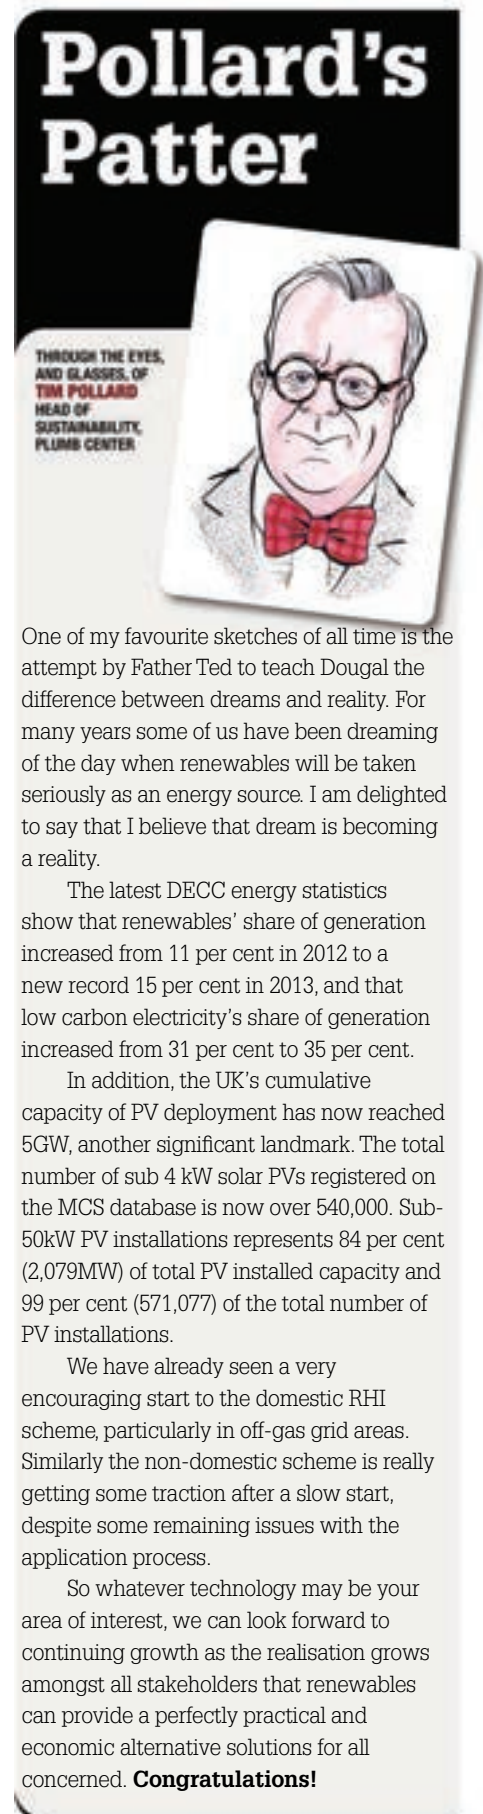 Pollard's
Patter
THROUGH THE EYES,
AND GLASSES, OF
TIM POLLARD
HEAD OF
SUSTAINABILITY,
PLUMB CENTER
One of my favourite sketches of all time is the
attempt by Father Ted to teach Dougal the
difference between dreams and reality. For
many years some of us have been dreaming
of the day when renewables will be taken
seriously as an energy source. I am delighted
to say that I believe that dream is becoming
a reality.
The latest DECC energy statistics
show that renewables' share of generation
increased from 11 per cent in 2012 to a
new record 15 per cent in 2013, and that
low carbon electricity's share of generation
increased from 31 per cent to 35 per cent.
In addition, the UK's cumulative
capacity of PV deployment has now reached
5GW, another significant landmark. The total
number of sub 4 kW solar PVs registered on
the MCS database is now over 540,000. Sub-
50kW PV installations represents 84 per cent
(2,079MW) of total PV installed capacity and
99 per cent (571,077) of the total number of
PV installations.
We have already seen a very
encouraging start to the domestic RHI
scheme, particularly in off-gas grid areas.
Similarly the non-domestic scheme is really
getting some traction after a slow start,
despite some remaining issues with the
application process.
So whatever technology may be your
area of interest, we can look forward to
continuing growth as the realisation grows
amongst all stakeholders that renewables
can provide a perfectly practical and
economic alternative solutions for all
concerned. Congratulations!